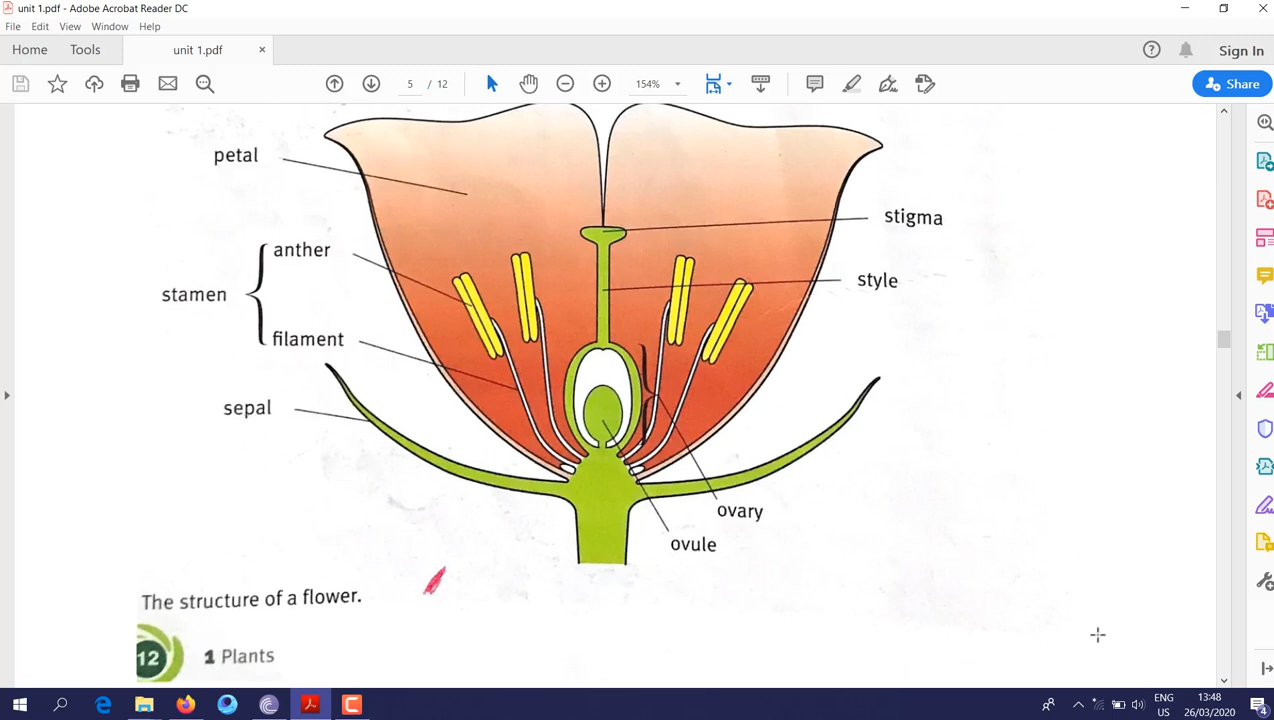 unit 1.pdf - Adobe Acrobat Reader DC
File Edit View Window Help
Home Tools unit 1.pdf × Sign In
5 / 12 154% Share
petal
stigma
anther
style
stamen
filament
sepal
ovary
ovule
The structure of a flower.
12 1 Plants
ENG 13:48
US 26/03/2020 4